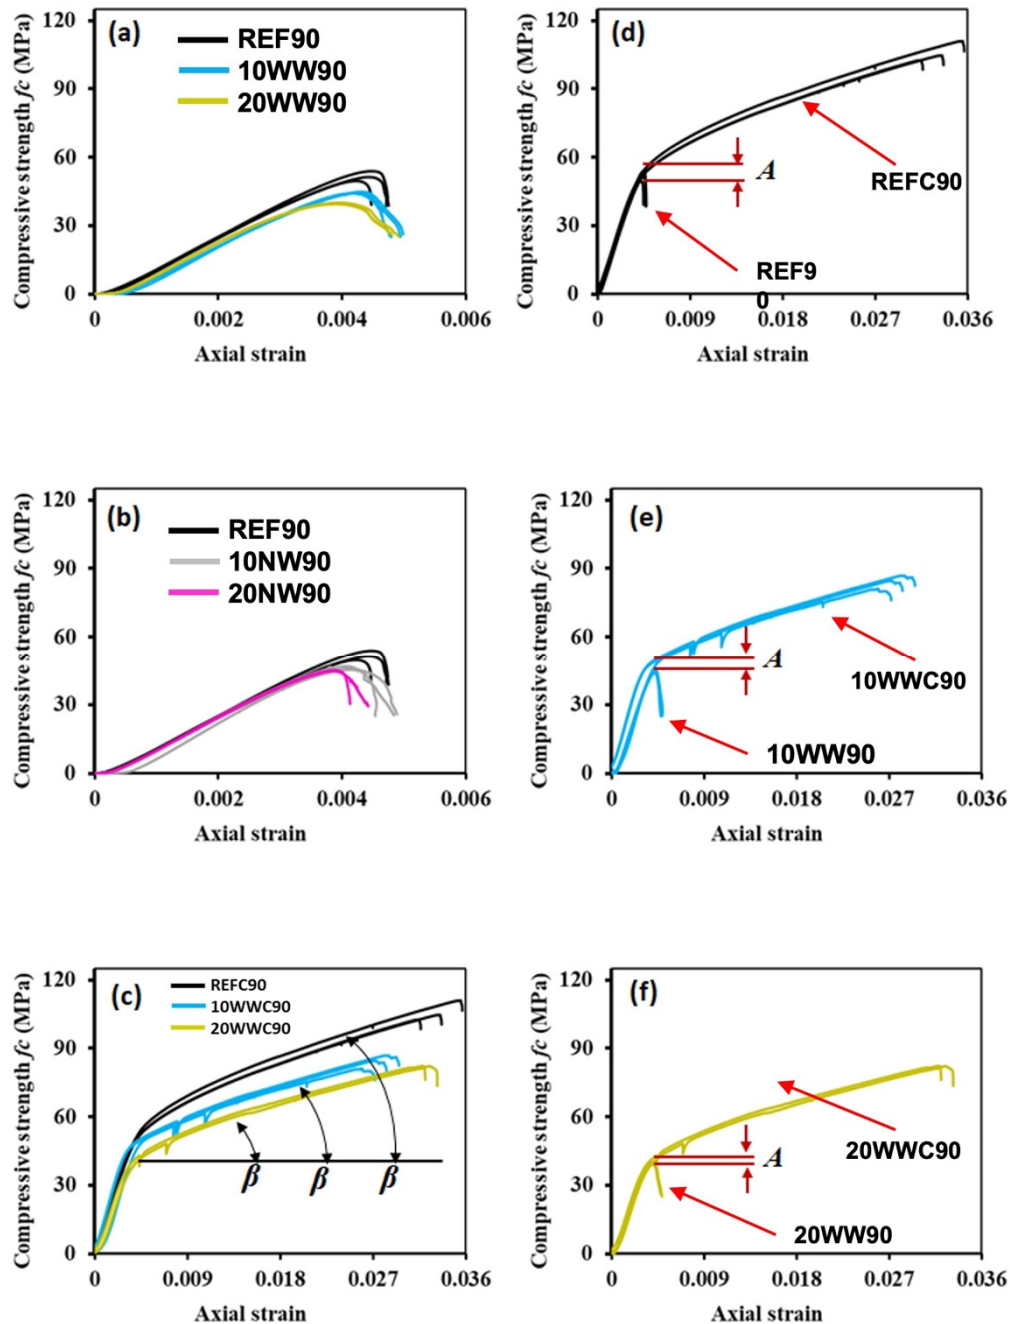 (a)
REF90
10WW90
20WW90
Compressive strength fc (MPa)
120
90
60
30
0
0 0.002 0.004 0.006
Axial strain
(d)
Compressive strength fc (MPa)
120
90
60
30
0
A
REFC90
REF9
0
0 0.009 0.018 0.027 0.036
Axial strain
(b)
REF90
10NW90
20NW90
Compressive strength fc (MPa)
120
90
60
30
0
0 0.002 0.004 0.006
Axial strain
(e)
Compressive strength fc (MPa)
120
90
60
30
0
A
10WWC90
10WW90
0 0.009 0.018 0.027 0.036
Axial strain
(c)
REFC90
10WWC90
20WWC90
Compressive strength fc (MPa)
120
90
60
30
0
β β β
0 0.009 0.018 0.027 0.036
Axial strain
(f)
Compressive strength fc (MPa)
120
90
60
30
0
A
20WWC90
20WW90
0 0.009 0.018 0.027 0.036
Axial strain